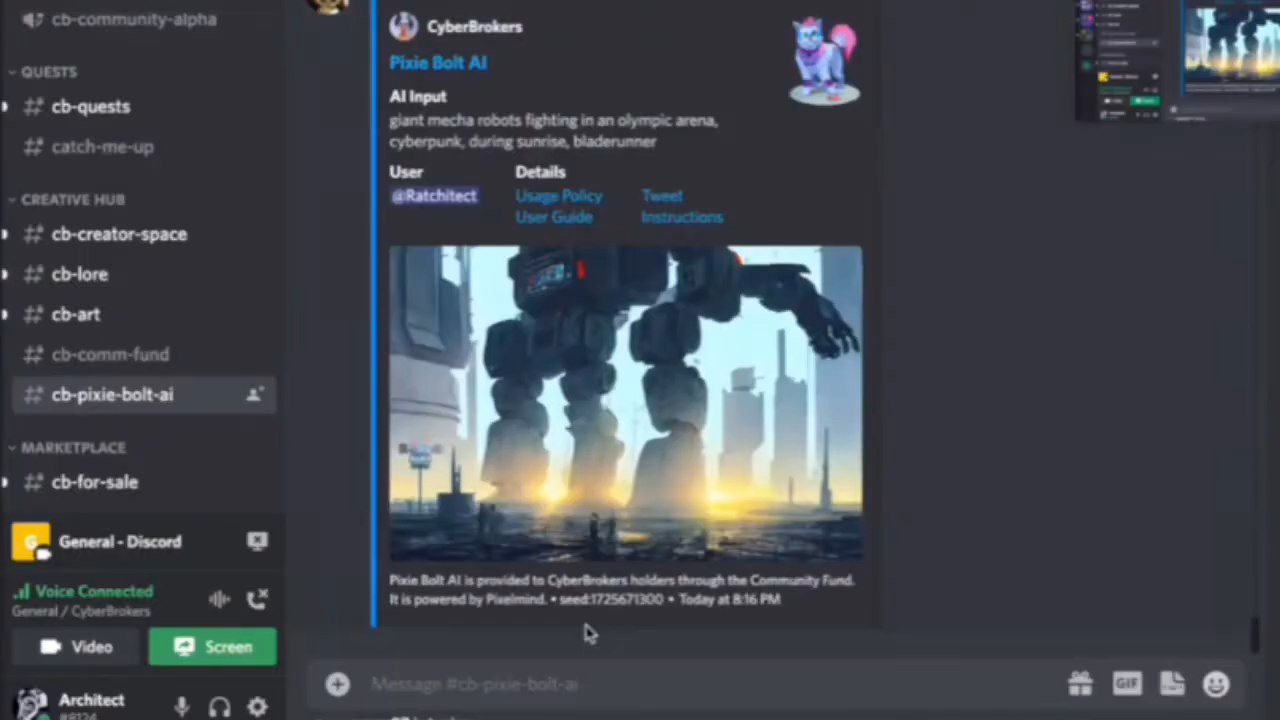 cb-community-alpha
QUESTS
cb-quests
catch-me-up
CREATIVE HUB
cb-creator-space
cb-lore
cb-art
cb-comm-fund
cb-pixie-bolt-ai
MARKETPLACE
cb-for-sale
G
General - Discord
Voice Connected
General / CyberBrokers
Video
Screen
Architect
#8124
CyberBrokers
Pixie Bolt AI
AI Input
giant mecha robots fighting in an olympic arena,
cyberpunk, during sunrise, bladerunner
User
Details
@Ratchitect
Usage Policy
Tweet
User Guide
Instructions
Pixie Bolt AI is provided to CyberBrokers holders through the Community Fund.
It is powered by Pixelmind. • seed:1725671300 • Today at 8:16 PM
Message #cb-pixie-bolt-ai
GIF